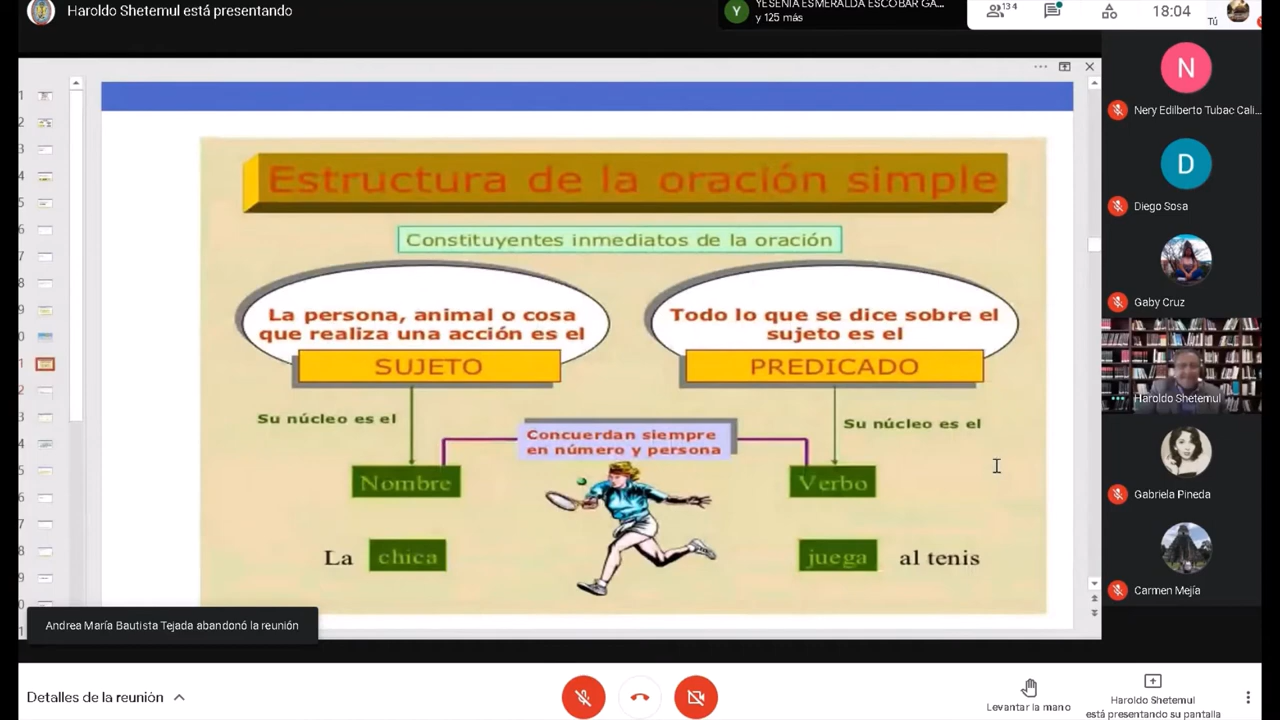 Haroldo Shetemul está presentando
YESENIA ESMERALDA ESCOBAR GA...
y 125 más
134
18:04
Tú
Estructura de la oración simple
Constituyentes inmediatos de la oración
La persona, animal o cosa
que realiza una acción es el
SUJETO
Todo lo que se dice sobre el
sujeto es el
PREDICADO
Su núcleo es el
Su núcleo es el
Concuerdan siempre
en número y persona
Nombre
Verbo
La chica
juega al tenis
N
Nery Edilberto Tubac Cali...
D
Diego Sosa
Gaby Cruz
Haroldo Shetemul
Gabriela Pineda
Carmen Mejía
Andrea María Bautista Tejada abandonó la reunión
Detalles de la reunión
Levantar la mano
Haroldo Shetemul
está presentando su pantalla